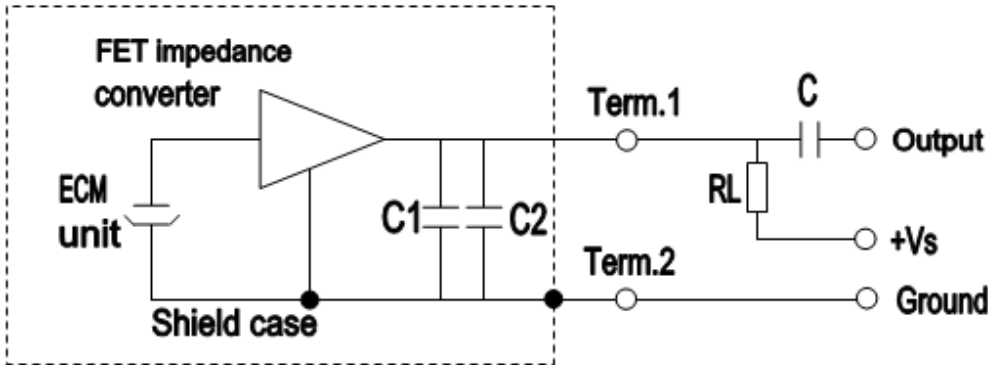 FET impedance
converter
Term.1
C
Output
ECM
unit
C1
C2
RL
+Vs
Term.2
Ground
Shield case